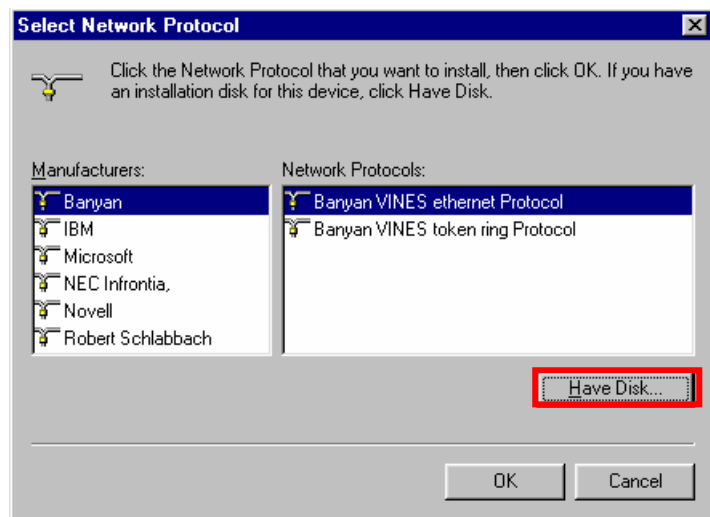 Select Network Protocol
Click the Network Protocol that you want to install, then click OK. If you have
an installation disk for this device, click Have Disk.
Manufacturers:
Banyan
IBM
Microsoft
NEC Infrontia,
Novell
Robert Schlabbach
Network Protocols:
Banyan VINES ethernet Protocol
Banyan VINES token ring Protocol
Have Disk...
OK
Cancel